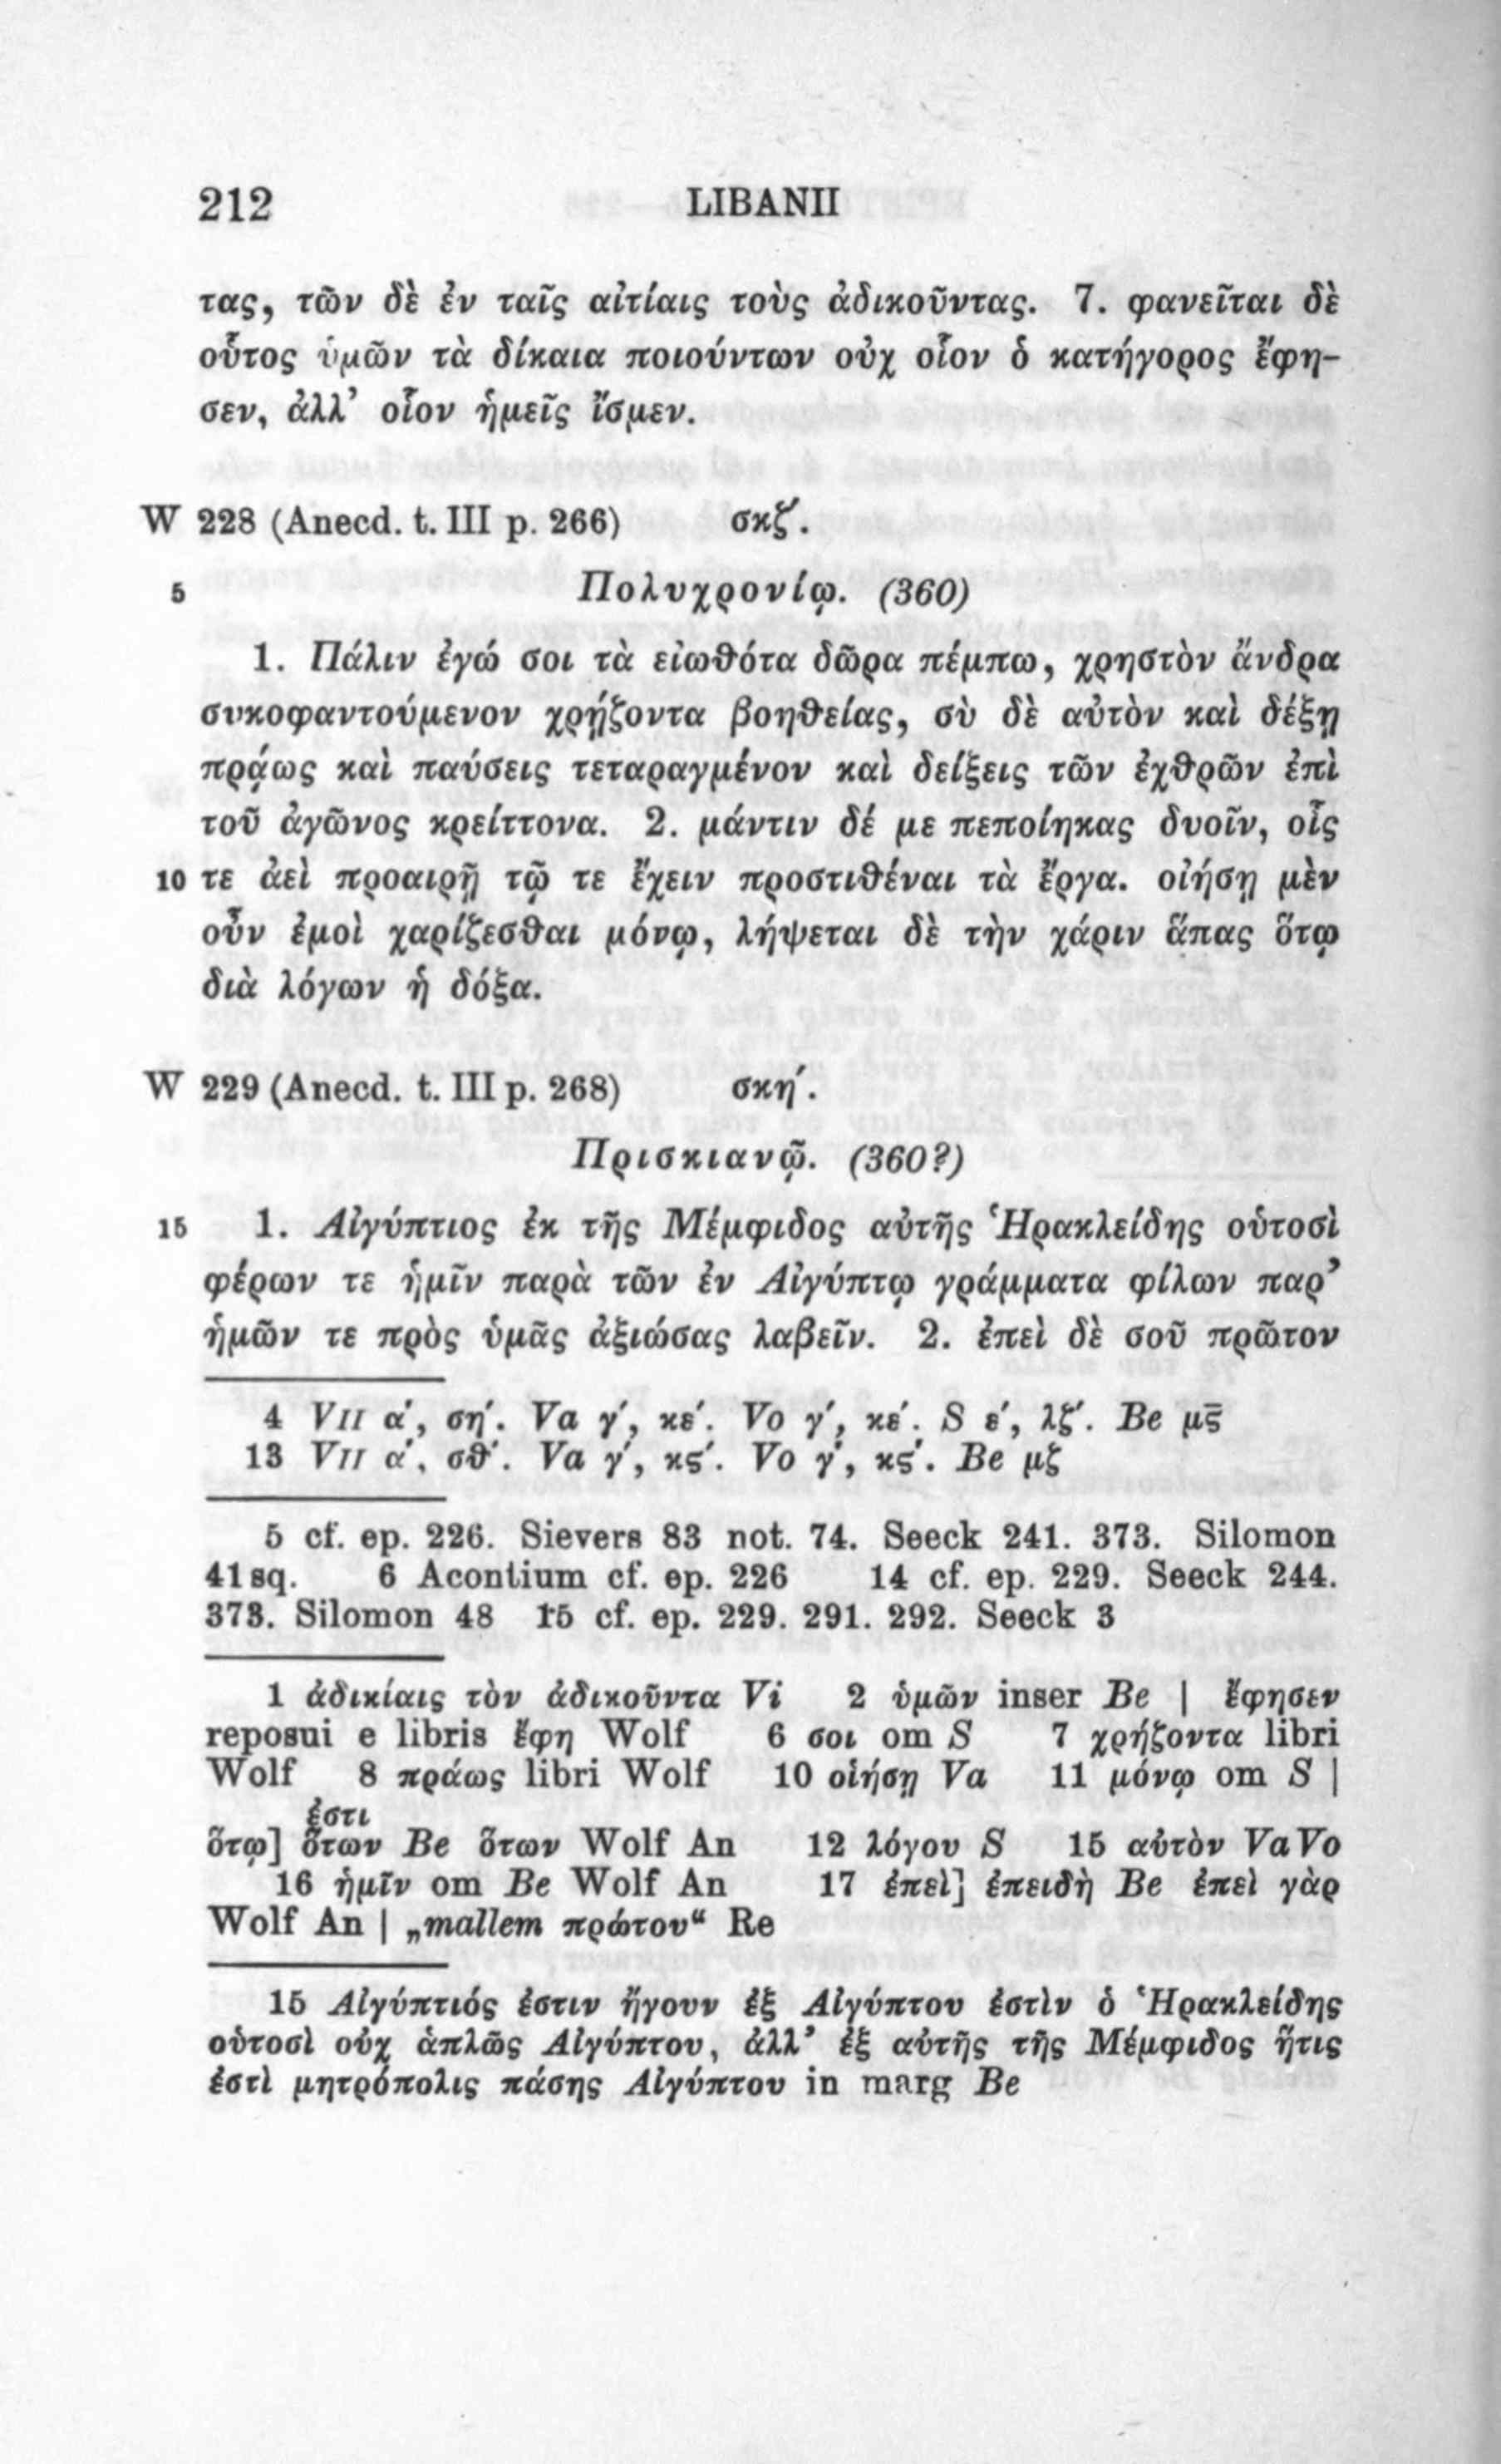 212 LIBANII
τας, τῶν δὲ ἐν ταῖς αἰτίαις τοὺς ἀδικοῦντας. 7. φανεῖται δὲ
οὗτος ὑμῶν τὰ δίκαια ποιούντων οὐχ οἷον ὁ κατήγορος ἔφη-
σεν, ἀλλ’ οἷον ἡμεῖς ἴσμεν.
W 228 (Anecd. t. III p. 266) σκζ′.
5 Πολυχρονίῳ. (360)
1. Πάλιν ἐγώ σοι τὰ εἰωθότα δῶρα πέμπω, χρηστὸν ἄνδρα
συκοφαντούμενον χρῄζοντα βοηθείας, σὺ δὲ αὐτὸν καὶ δέξῃ
πρᾴως καὶ παύσεις τεταραγμένον καὶ δείξεις τῶν ἐχθρῶν ἐπὶ
τοῦ ἀγῶνος κρείττονα. 2. μάντιν δέ με πεποίηκας δυοῖν, οἷς
10 τε ἀεὶ προαιρῇ τῷ τε ἔχειν προστιθέναι τὰ ἔργα. οἰήσῃ μὲν
οὖν ἐμοὶ χαρίζεσθαι μόνῳ, λήψεται δὲ τὴν χάριν ἅπας ὅτῳ
διὰ λόγων ἡ δόξα.
W 229 (Anecd. t. III p. 268) σκη′.
Πρισκιανῷ. (360?)
15 1. Αἰγύπτιος ἐκ τῆς Μέμφιδος αὐτῆς Ἡρακλείδης οὑτοσὶ
φέρων τε ἡμῖν παρὰ τῶν ἐν Αἰγύπτῳ γράμματα φίλων παρ’
ἡμῶν τε πρὸς ὑμᾶς ἀξιώσας λαβεῖν. 2. ἐπεὶ δὲ σοῦ πρῶτον
4 VII α′, ση′. Va γ′, κε′. Vo γ′, κε′. S ε′, λζ′. Be μς̄
13 VII α′, σθ′. Va γ′, κς′. Vo γ′, κς′. Be μζ
5 cf. ep. 226. Sievers 83 not. 74. Seeck 241. 373. Silomon
41 sq. 6 Acontium cf. ep. 226 14 cf. ep. 229. Seeck 244.
373. Silomon 48 15 cf. ep. 229. 291. 292. Seeck 3
1 ἀδικίαις τὸν ἀδικοῦντα Vi 2 ὑμῶν inser Be | ἔφησεν
reposui e libris ἔφη Wolf 6 σοι om S 7 χρήζοντα libri
Wolf 8 πράως libri Wolf 10 οἱήσῃ Va 11 μόνῳ om S |
ἐστι
ὅτῳ] ὅτων Be ὅτων Wolf An 12 λόγου S 15 αὐτὸν Va Vo
16 ἡμῖν om Be Wolf An 17 ἐπεὶ] ἐπειδὴ Be ἐπεὶ γὰρ
Wolf An | „mallem πρώτου“ Re
15 Αἰγύπτιός ἐστιν ἤγουν ἐξ Αἰγύπτου ἐστὶν ὁ Ἡρακλείδης
οὑτοσὶ οὐχ ἁπλῶς Αἰγύπτου, ἀλλ’ ἐξ αὐτῆς τῆς Μέμφιδος ἥτις
ἐστὶ μητρόπολις πάσης Αἰγύπτου in marg Be